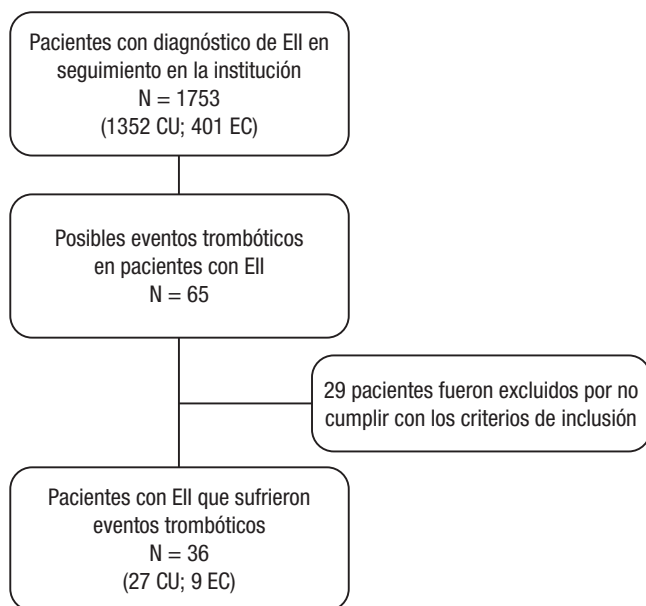 Pacientes con diagnóstico de EII en
seguimiento en la institución
N = 1753
(1352 CU; 401 EC)
Posibles eventos trombóticos
en pacientes con EII
N = 65
29 pacientes fueron excluidos por no
cumplir con los criterios de inclusión
Pacientes con EII que sufrieron
eventos trombóticos
N = 36
(27 CU; 9 EC)